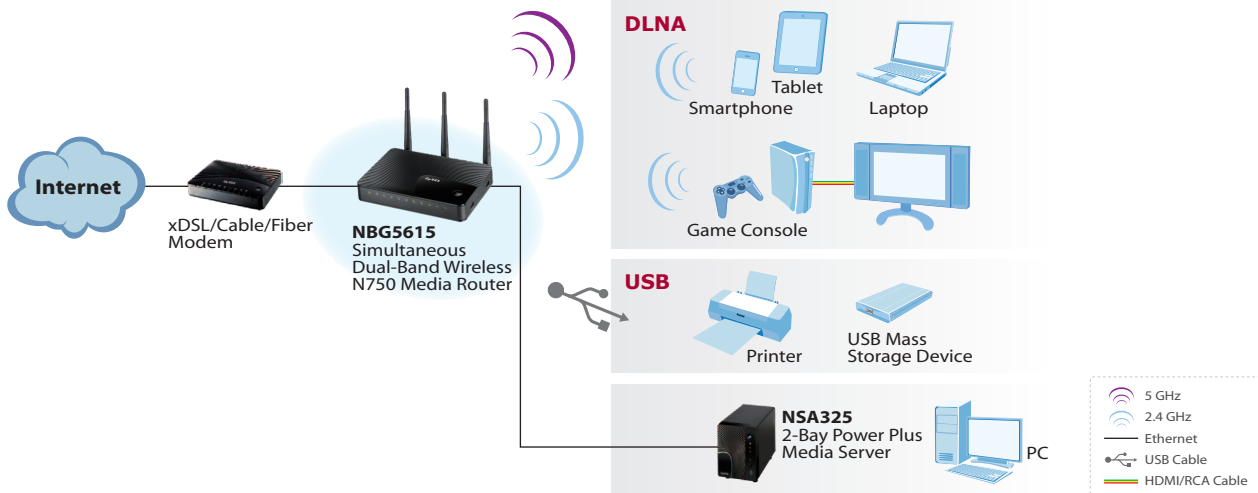 DLNA
Tablet
Smartphone
Laptop
Internet
xDSL/Cable/Fiber
Modem
NBG5615
Simultaneous
Dual-Band Wireless
N750 Media Router
Game Console
USB
Printer
USB Mass
Storage Device
NSA325
2-Bay Power Plus
Media Server
PC
5 GHz
2.4 GHz
Ethernet
USB Cable
HDMI/RCA Cable